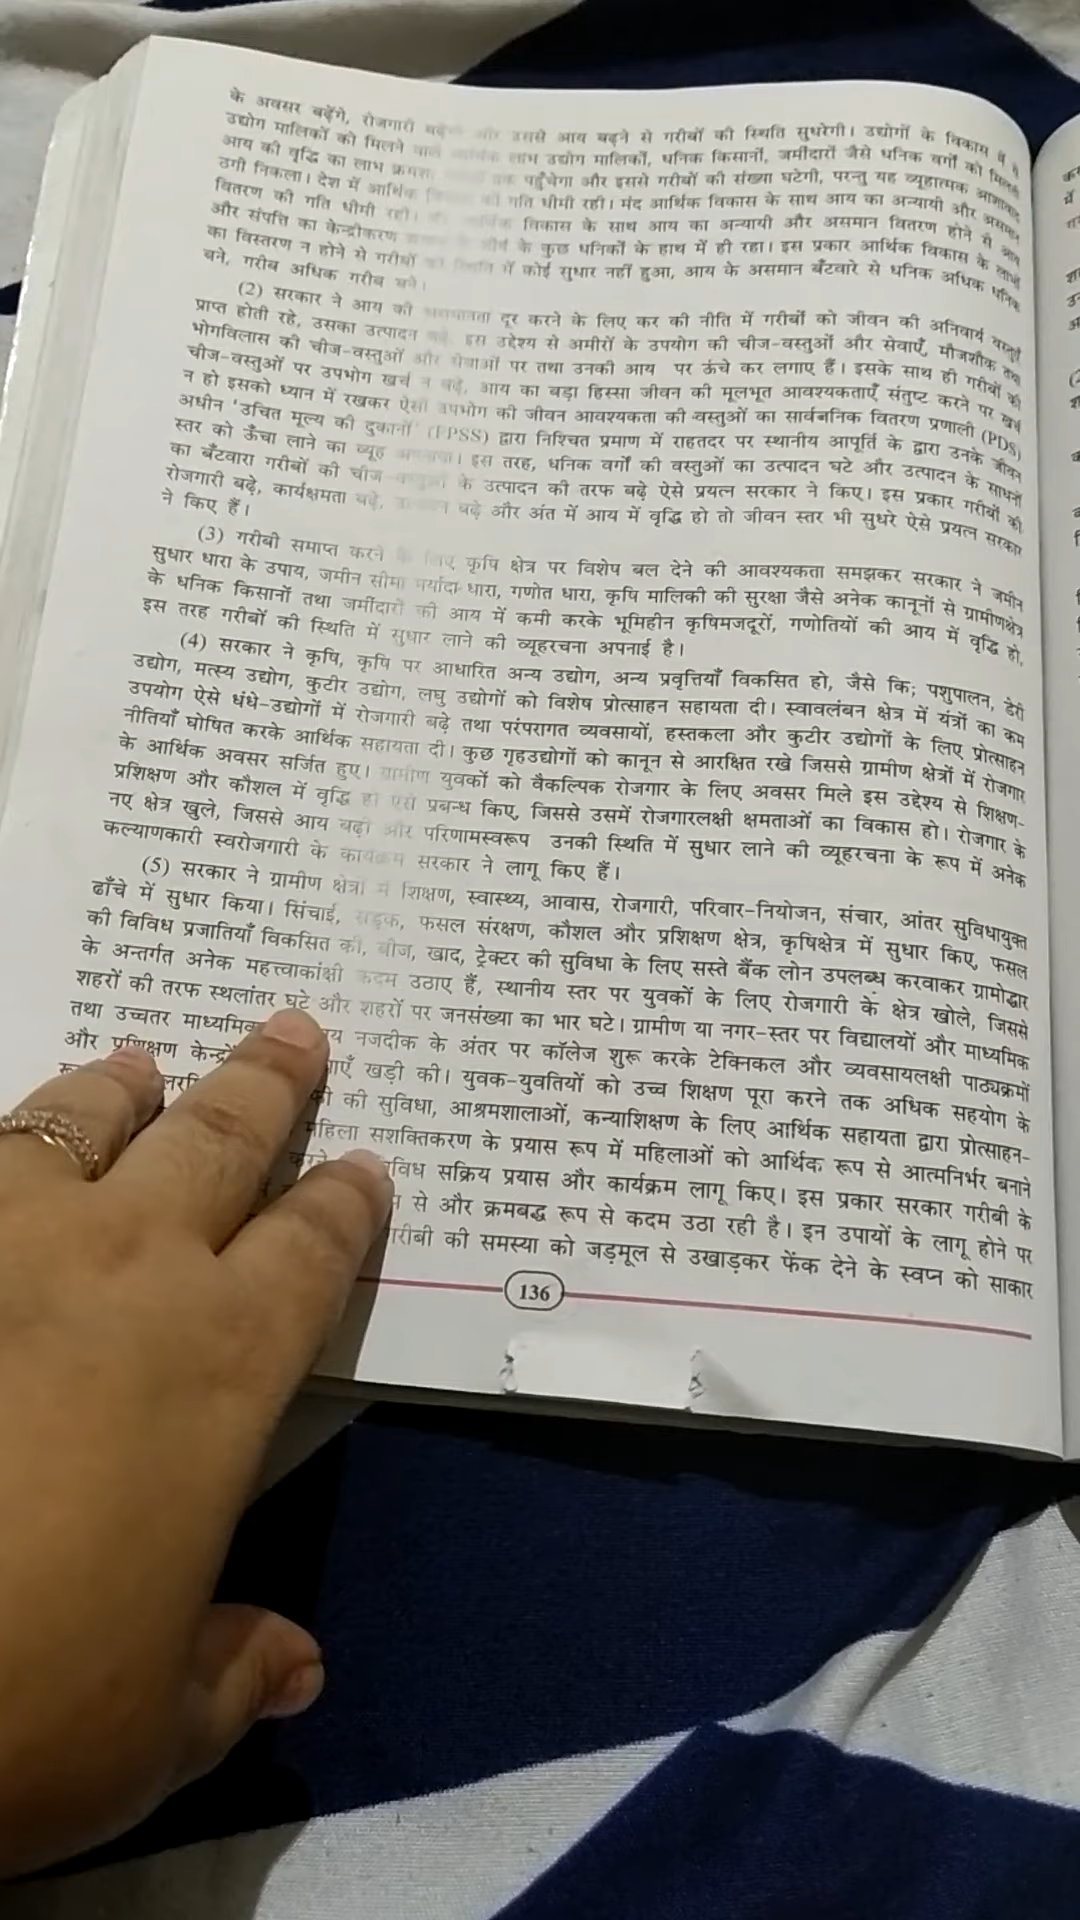 के अवसर बढ़ेंगे, रोजगारी उससे आय बढ़ने से गरीबों की स्थिति सुधरेगी। उद्योगों के विकास
उद्योग मालिकों को मिलने वाले आर्थिक लाभ उद्योग मालिकों, धनिक किसानों, जमींदारों जैसे धनिक वर्गों को
आय की वृद्धि का लाभ क्रमशः पहुँचेगा और इससे गरीबों की संख्या घटेगी, परन्तु यह व्यूहात्मक
ठगी निकला। देश में आर्थिक की गति धीमी रही। मंद आर्थिक विकास के साथ आय का अन्यायी और असमान
वितरण की गति धीमी रही। विकास के साथ आय का अन्यायी और असमान वितरण होने से आय
और संपत्ति का केन्द्रीकरण के कुछ धनिकों के हाथ में ही रहा। इस प्रकार आर्थिक विकास के लाभों
का विस्तरण न होने से गरीबों की स्थिति में कोई सुधार नहीं हुआ, आय के असमान बँटवारे से धनिक अधिक धनिक
बने, गरीब अधिक गरीब बने।
(2) सरकार ने आय की असमानता दूर करने के लिए कर की नीति में गरीबों को जीवन की अनिवार्य वस्तुएँ
प्राप्त होती रहे, उसका उत्पादन बढ़े, इस उद्देश्य से अमीरों के उपयोग की चीज-वस्तुओं और सेवाएँ, मौजशौक तथा
भोगविलास की चीज-वस्तुओं और सेवाओं पर तथा उनकी आय पर ऊंचे कर लगाए हैं। इसके साथ ही गरीबों की
चीज-वस्तुओं पर उपभोग खर्च न बढ़े, आय का बड़ा हिस्सा जीवन की मूलभूत आवश्यकताएँ संतुष्ट करने पर खर्च
न हो इसको ध्यान में रखकर ऐसी उपभोग की जीवन आवश्यकता की वस्तुओं का सार्वजनिक वितरण प्रणाली (PDS)
अधीन 'उचित मूल्य की दुकानों' (FPSS) द्वारा निश्चित प्रमाण में राहतदर पर स्थानीय आपूर्ति के द्वारा उनके जीवन
स्तर को ऊँचा लाने का व्यूह अपनाया। इस तरह, धनिक वर्गों की वस्तुओं का उत्पादन घटे और उत्पादन के साधनों
का बँटवारा गरीबों की चीज-वस्तुओं के उत्पादन की तरफ बढ़े ऐसे प्रयत्न सरकार ने किए। इस प्रकार गरीबों की
रोजगारी बढ़े, कार्यक्षमता बढ़े, उत्पादन बढ़े और अंत में आय में वृद्धि हो तो जीवन स्तर भी सुधरे ऐसे प्रयत्न सरकार
ने किए हैं।
(3) गरीबी समाप्त करने के लिए कृषि क्षेत्र पर विशेष बल देने की आवश्यकता समझकर सरकार ने जमीन
सुधार धारा के उपाय, जमीन सीमा मर्यादा धारा, गणोत धारा, कृषि मालिकी की सुरक्षा जैसे अनेक कानूनों से ग्रामीणक्षेत्र
के धनिक किसानों तथा जमींदारों की आय में कमी करके भूमिहीन कृषिमजदूरों, गणोतियों की आय में वृद्धि हो,
इस तरह गरीबों की स्थिति में सुधार लाने की व्यूहरचना अपनाई है।
(4) सरकार ने कृषि, कृषि पर आधारित अन्य उद्योग, अन्य प्रवृत्तियाँ विकसित हो, जैसे कि; पशुपालन, डेरी
उद्योग, मत्स्य उद्योग, कुटीर उद्योग, लघु उद्योगों को विशेष प्रोत्साहन सहायता दी। स्वावलंबन क्षेत्र में यंत्रों का कम
उपयोग ऐसे धंधे-उद्योगों में रोजगारी बढ़े तथा परंपरागत व्यवसायों, हस्तकला और कुटीर उद्योगों के लिए प्रोत्साहन
नीतियाँ घोषित करके आर्थिक सहायता दी। कुछ गृहउद्योगों को कानून से आरक्षित रखे जिससे ग्रामीण क्षेत्रों में रोजगार
के आर्थिक अवसर सर्जित हुए। ग्रामीण युवकों को वैकल्पिक रोजगार के लिए अवसर मिले इस उद्देश्य से शिक्षण-
प्रशिक्षण और कौशल में वृद्धि हो ऐसे प्रबन्ध किए, जिससे उसमें रोजगारलक्षी क्षमताओं का विकास हो। रोजगार के
नए क्षेत्र खुले, जिससे आय बढ़ी और परिणामस्वरूप उनकी स्थिति में सुधार लाने की व्यूहरचना के रूप में अनेक
कल्याणकारी स्वरोजगारी के कार्यक्रम सरकार ने लागू किए हैं।
(5) सरकार ने ग्रामीण क्षेत्रों में शिक्षण, स्वास्थ्य, आवास, रोजगारी, परिवार-नियोजन, संचार, आंतर सुविधायुक्त
ढाँचे में सुधार किया। सिंचाई, सड़क, फसल संरक्षण, कौशल और प्रशिक्षण क्षेत्र, कृषिक्षेत्र में सुधार किए, फसल
की विविध प्रजातियाँ विकसित की, बीज, खाद, ट्रेक्टर की सुविधा के लिए सस्ते बैंक लोन उपलब्ध करवाकर ग्रामोद्धार
के अन्तर्गत अनेक महत्त्वाकांक्षी कदम उठाए हैं, स्थानीय स्तर पर युवकों के लिए रोजगारी के क्षेत्र खोले, जिससे
शहरों की तरफ स्थलांतर घटे और शहरों पर जनसंख्या का भार घटे। ग्रामीण या नगर-स्तर पर विद्यालयों और माध्यमिक
तथा उच्चतर माध्यमिक नजदीक के अंतर पर कॉलेज शुरू करके टेक्निकल और व्यवसायलक्षी पाठ्यक्रमों
और प्रशिक्षण केन्द्रों खड़ी की। युवक-युवतियों को उच्च शिक्षण पूरा करने तक अधिक सहयोग के
की सुविधा, आश्रमशालाओं, कन्याशिक्षण के लिए आर्थिक सहायता द्वारा प्रोत्साहन-
महिला सशक्तिकरण के प्रयास रूप में महिलाओं को आर्थिक रूप से आत्मनिर्भर बनाने
करने विविध सक्रिय प्रयास और कार्यक्रम लागू किए। इस प्रकार सरकार गरीबी के
से और क्रमबद्ध रूप से कदम उठा रही है। इन उपायों के लागू होने पर
गरीबी की समस्या को जड़मूल से उखाड़कर फेंक देने के स्वप्न को साकार
136